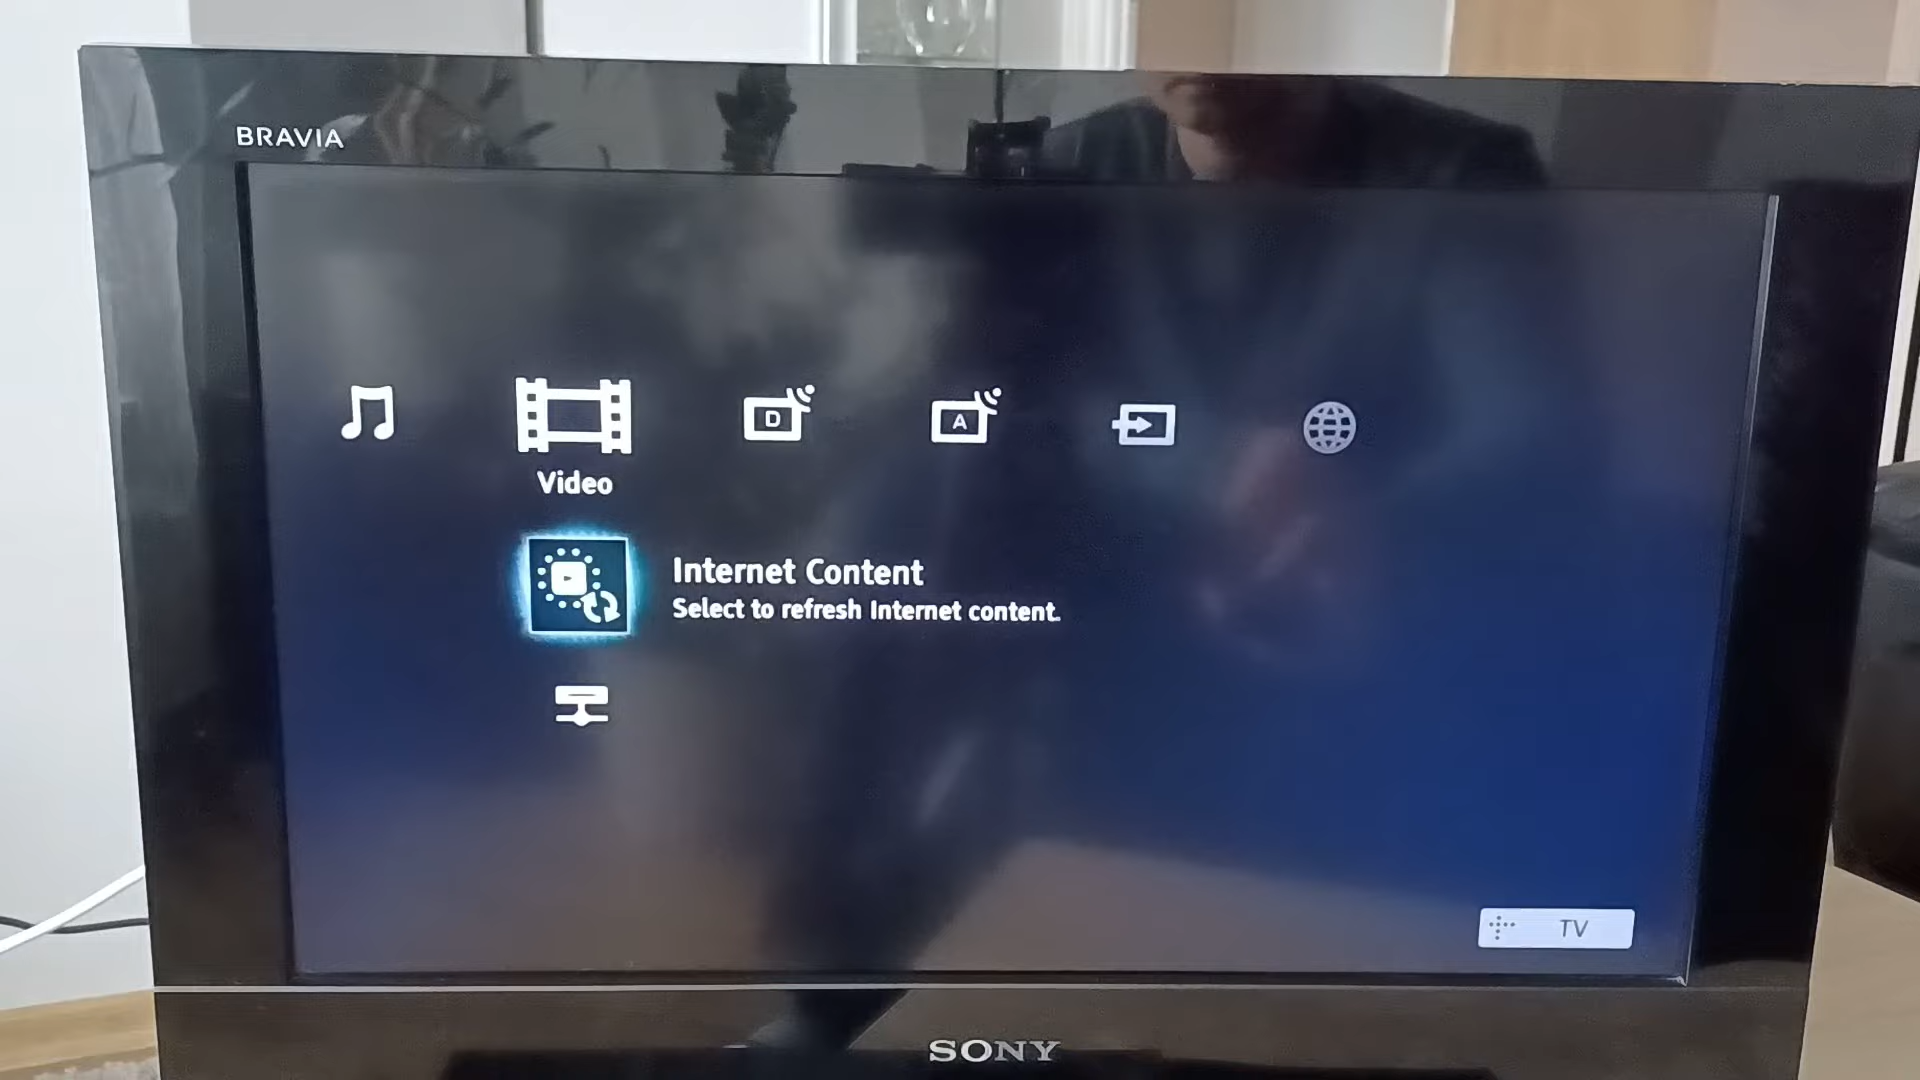 BRAVIA
D
A
Video
Internet Content
Select to refresh Internet content.
TV
SONY